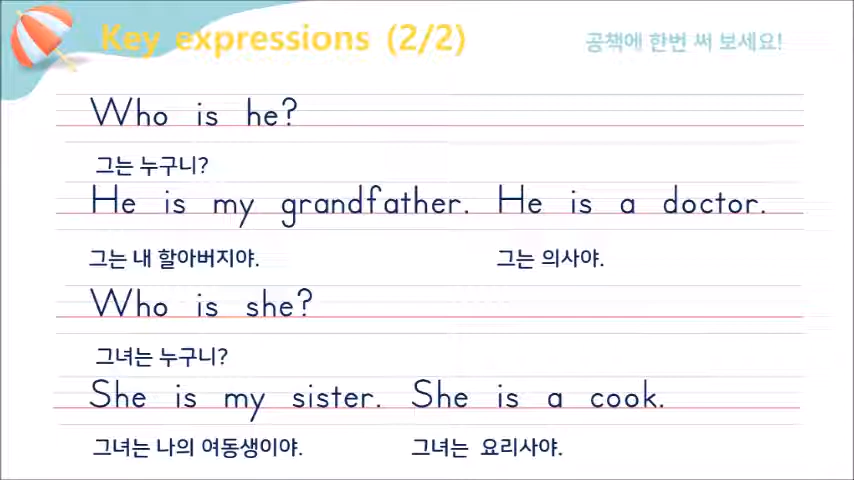 Key expressions (2/2)
공책에 한번 써 보세요!
Who is he?
그는 누구니?
He is my grandfather. He is a doctor.
그는 내 할아버지야. 그는 의사야.
Who is she?
그녀는 누구니?
She is my sister. She is a cook.
그녀는 나의 여동생이야. 그녀는 요리사야.